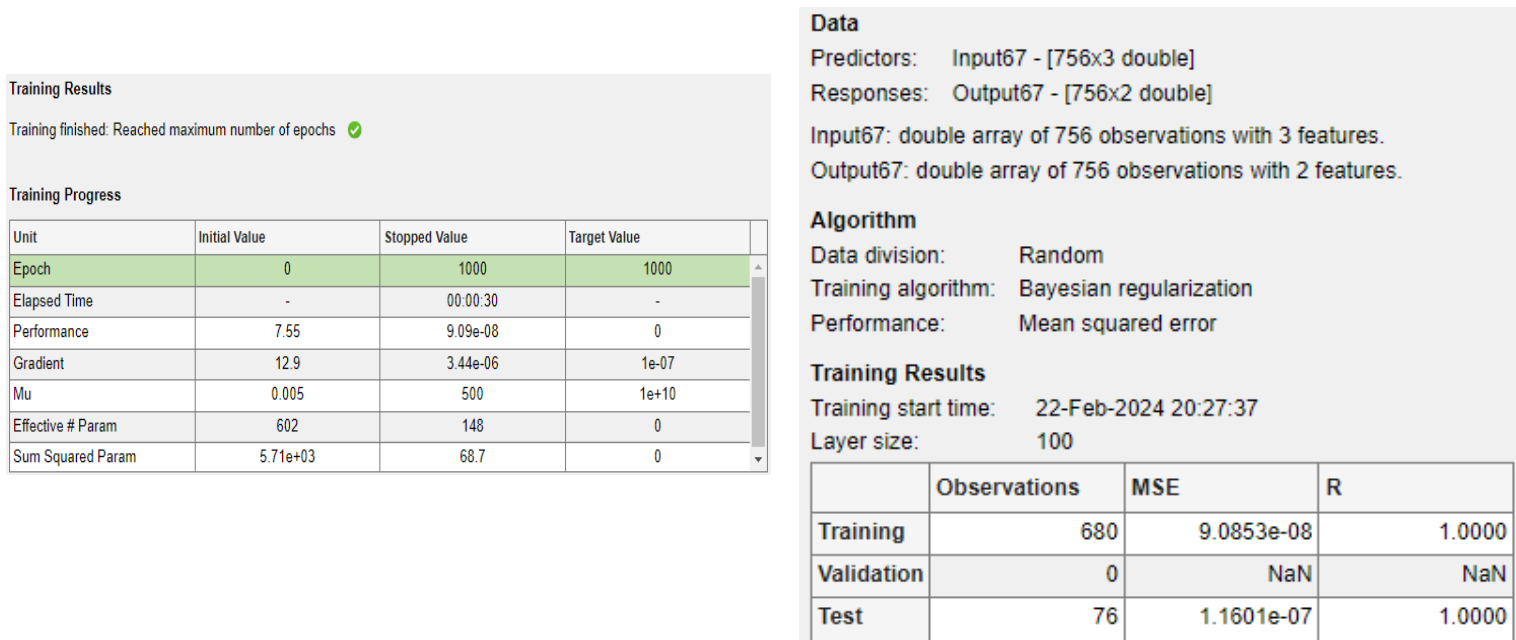 Training Results
Training finished: Reached maximum number of epochs
Training Progress
Unit Initial Value Stopped Value Target Value
Epoch 0 1000 1000
Elapsed Time - 00:00:30 -
Performance 7.55 9.09e-08 0
Gradient 12.9 3.44e-06 1e-07
Mu 0.005 500 1e+10
Effective # Param 602 148 0
Sum Squared Param 5.71e+03 68.7 0
Data
Predictors: Input67 - [756x3 double]
Responses: Output67 - [756x2 double]
Input67: double array of 756 observations with 3 features.
Output67: double array of 756 observations with 2 features.
Algorithm
Data division: Random
Training algorithm: Bayesian regularization
Performance: Mean squared error
Training Results
Training start time: 22-Feb-2024 20:27:37
Layer size: 100
Observations MSE R
Training 680 9.0853e-08 1.0000
Validation 0 NaN NaN
Test 76 1.1601e-07 1.0000